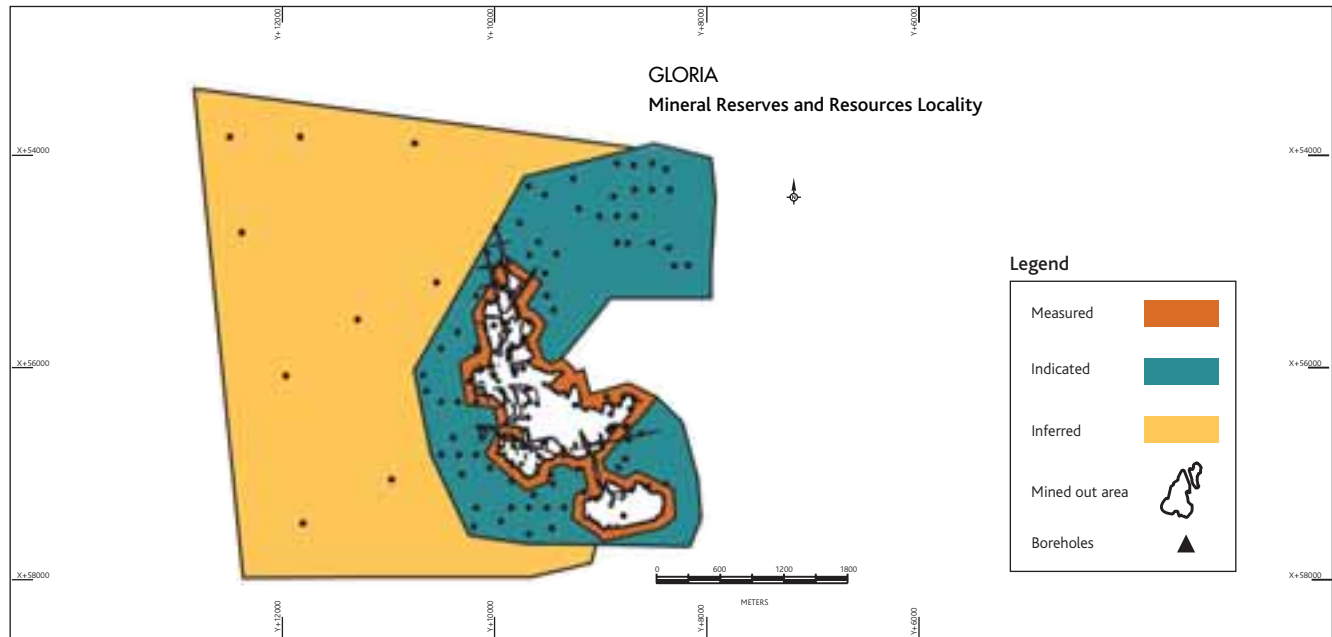 Y+12000
Y+10000
Y+8000
Y+6000
GLORIA
Mineral Reserves and Resources Locality
X+54000
X+54000
N
Legend
Measured
Indicated
Inferred
Mined out area
Boreholes
X+56000
X+56000
X+58000
X+58000
0 600 1200 1800
METERS
Y+12000
Y+10000
Y+8000
Y+6000